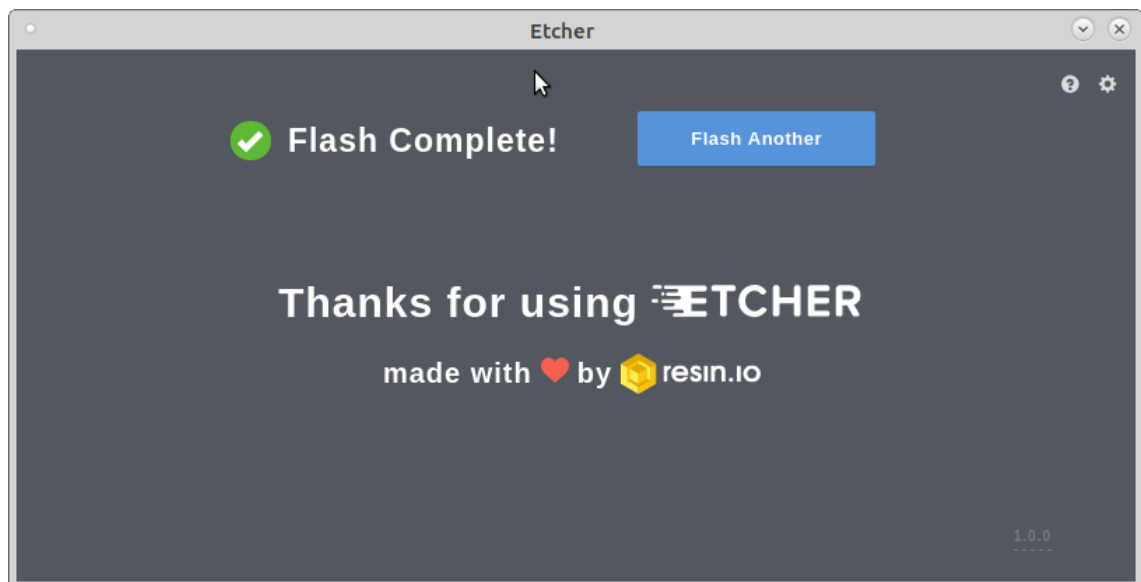 Etcher
Flash Complete!
Flash Another
Thanks for using ETCHER
made with by resin.io
1.0.0